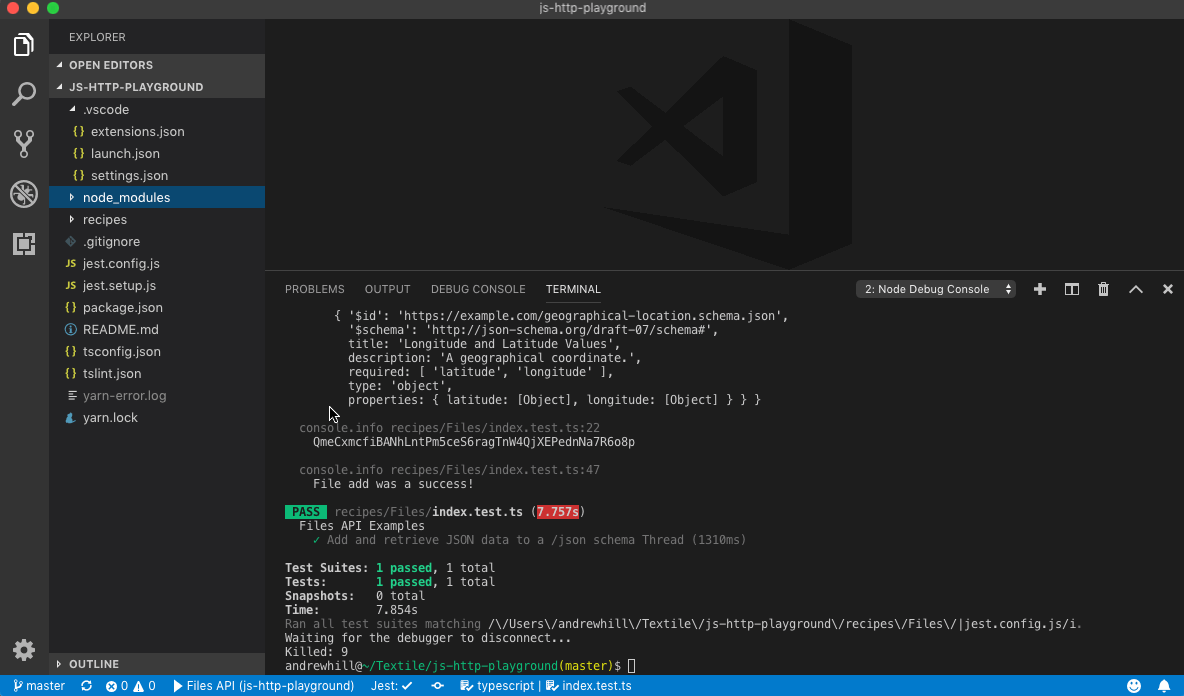 js-http-playground
EXPLORER
OPEN EDITORS
JS-HTTP-PLAYGROUND
.vscode
{} extensions.json
{} launch.json
{} settings.json
node_modules
recipes
.gitignore
JS jest.config.js
JS jest.setup.js
{} package.json
README.md
{} tsconfig.json
{} tslint.json
yarn-error.log
yarn.lock
OUTLINE
PROBLEMS OUTPUT DEBUG CONSOLE TERMINAL 2: Node Debug Console
{ '$id': 'https://example.com/geographical-location.schema.json',
'$schema': 'http://json-schema.org/draft-07/schema#',
title: 'Longitude and Latitude Values',
description: 'A geographical coordinate.',
required: [ 'latitude', 'longitude' ],
type: 'object',
properties: { latitude: [Object], longitude: [Object] } } }
console.info recipes/Files/index.test.ts:22
QmeCxmcfiBANhLntPm5ceS6ragTnW4QjXEPednNa7R6o8p
console.info recipes/Files/index.test.ts:47
File add was a success!
PASS recipes/Files/index.test.ts (7.757s)
Files API Examples
✓ Add and retrieve JSON data to a /json schema Thread (1310ms)
Test Suites: 1 passed, 1 total
Tests: 1 passed, 1 total
Snapshots: 0 total
Time: 7.854s
Ran all test suites matching /\/Users\/andrewhill\/Textile\/js-http-playground\/recipes\/Files\/|jest.config.js/i.
Waiting for the debugger to disconnect...
Killed: 9
andrewhill@~/Textile/js-http-playground(master)$
master 0 0 Files API (js-http-playground) Jest: ✓ typescript | index.test.ts